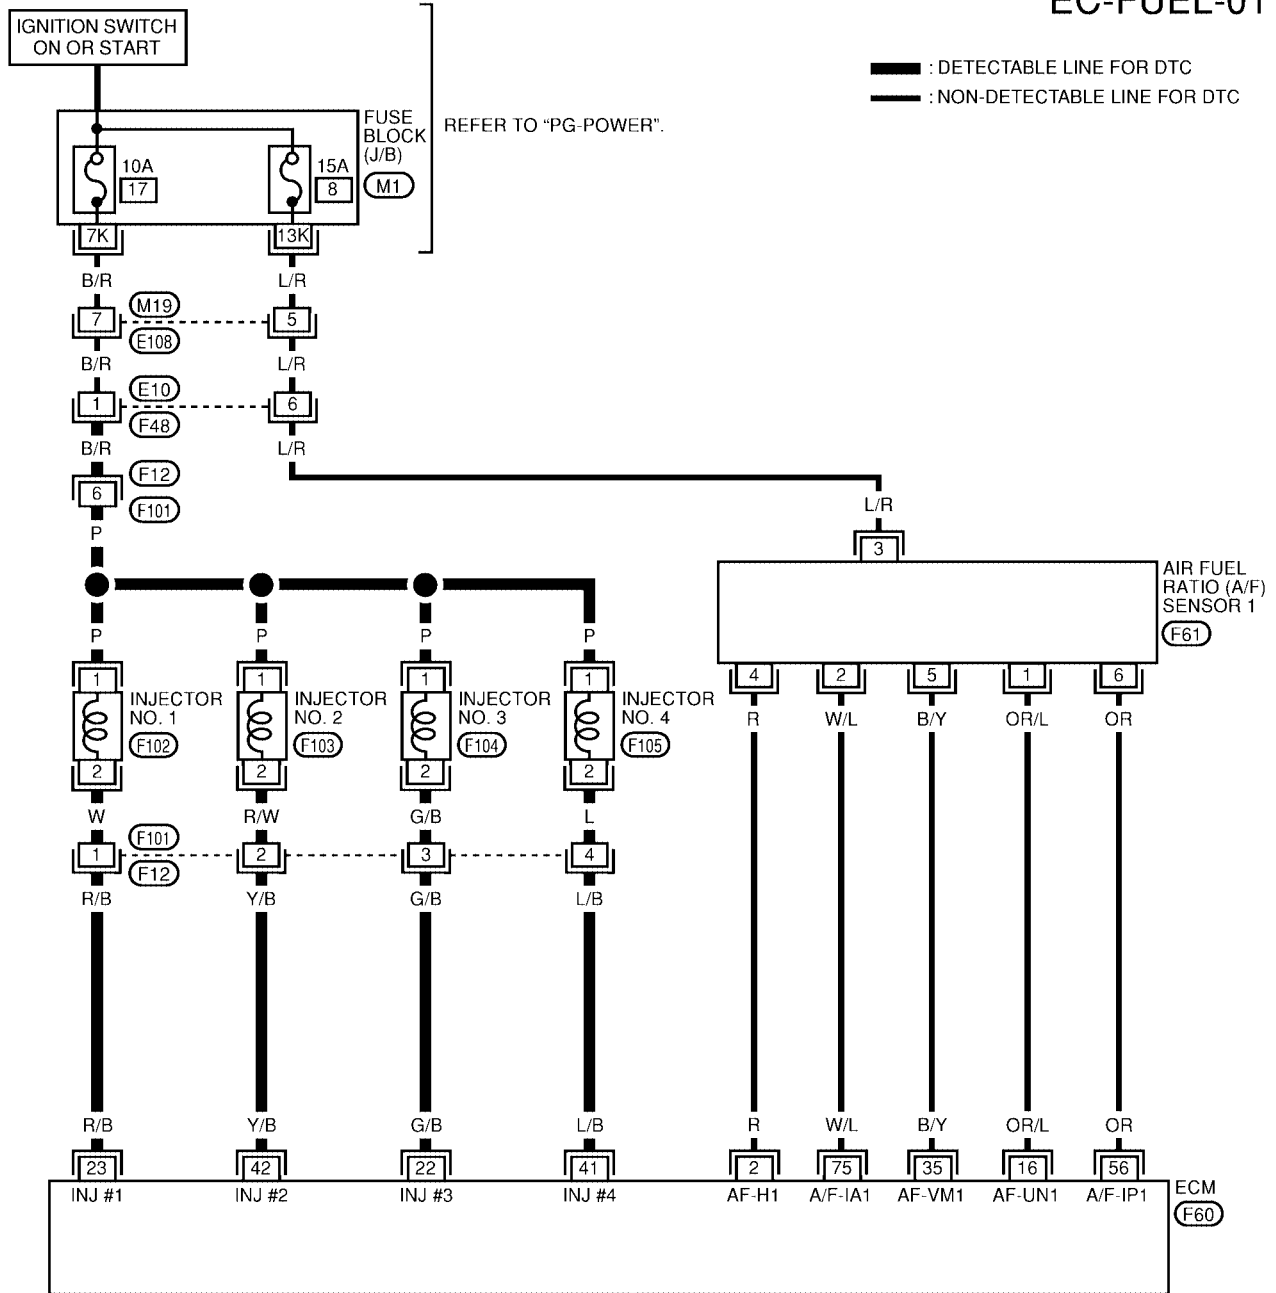 EC-FUEL-01
IGNITION SWITCH
ON OR START
: DETECTABLE LINE FOR DTC
: NON-DETECTABLE LINE FOR DTC
FUSE
BLOCK
(J/B)
M1
REFER TO “PG-POWER”.
10A
17
15A
8
7K
13K
B/R
L/R
M19
7
5
E108
B/R
L/R
E10
1
6
F48
B/R
L/R
F12
6
F101
P
L/R
3
AIR FUEL
RATIO (A/F)
SENSOR 1
F61
P
P
P
P
1
1
1
1
INJECTOR
NO. 1
F102
INJECTOR
NO. 2
F103
INJECTOR
NO. 3
F104
INJECTOR
NO. 4
F105
2
2
2
2
4
2
5
1
6
R
W/L
B/Y
OR/L
OR
W
R/W
G/B
L
F101
1
2
3
4
F12
R/B
Y/B
G/B
L/B
R/B
Y/B
G/B
L/B
R
W/L
B/Y
OR/L
OR
23
42
22
41
2
75
35
16
56
INJ #1
INJ #2
INJ #3
INJ #4
AF-H1
A/F-IA1
AF-VM1
AF-UN1
A/F-IP1
ECM
F60